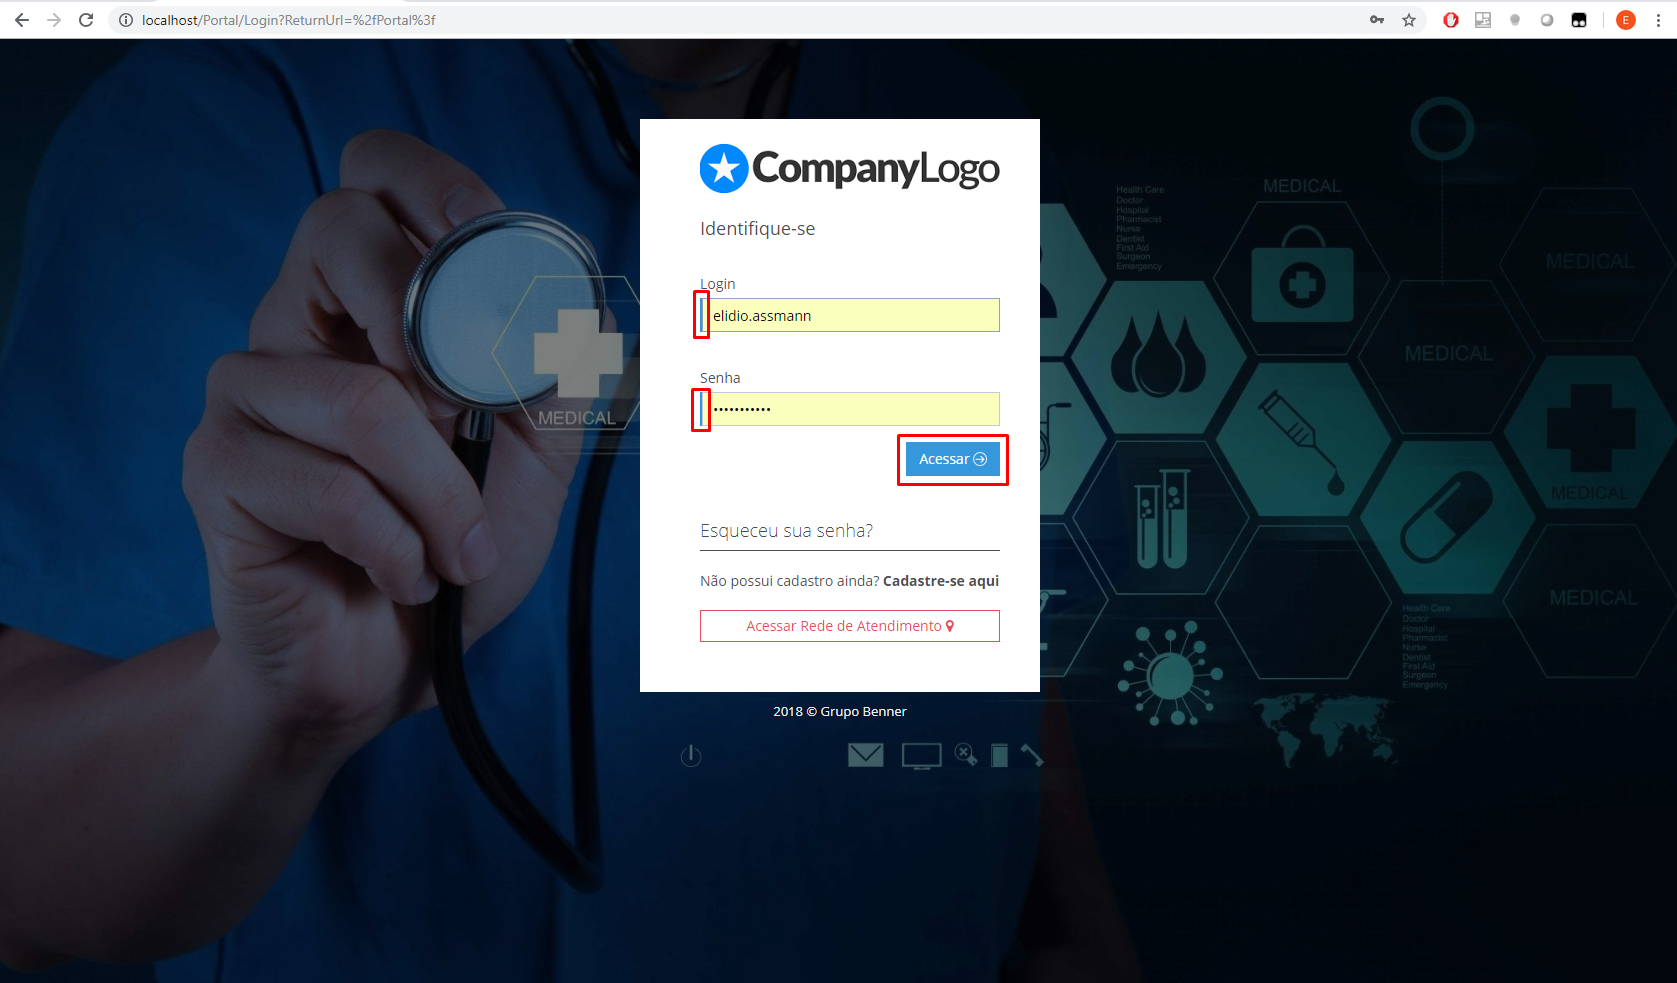 localhost/Portal/Login?ReturnUrl=%2fPortal%3f
E
CompanyLogo
Identifique-se
Login
elidio.assmann
Senha
•••••••••••
Acessar
Esqueceu sua senha?
Não possui cadastro ainda? Cadastre-se aqui
Acessar Rede de Atendimento
2018 © Grupo Benner
MEDICAL
Health Care
Doctor
Hospital
Pharmacist
Nurse
Dentist
First Aid
Surgeon
Emergency
MEDICAL
MEDICAL
MEDICAL
MEDICAL
MEDICAL
Health Care
Doctor
Hospital
Pharmacist
Nurse
Dentist
First Aid
Surgeon
Emergency